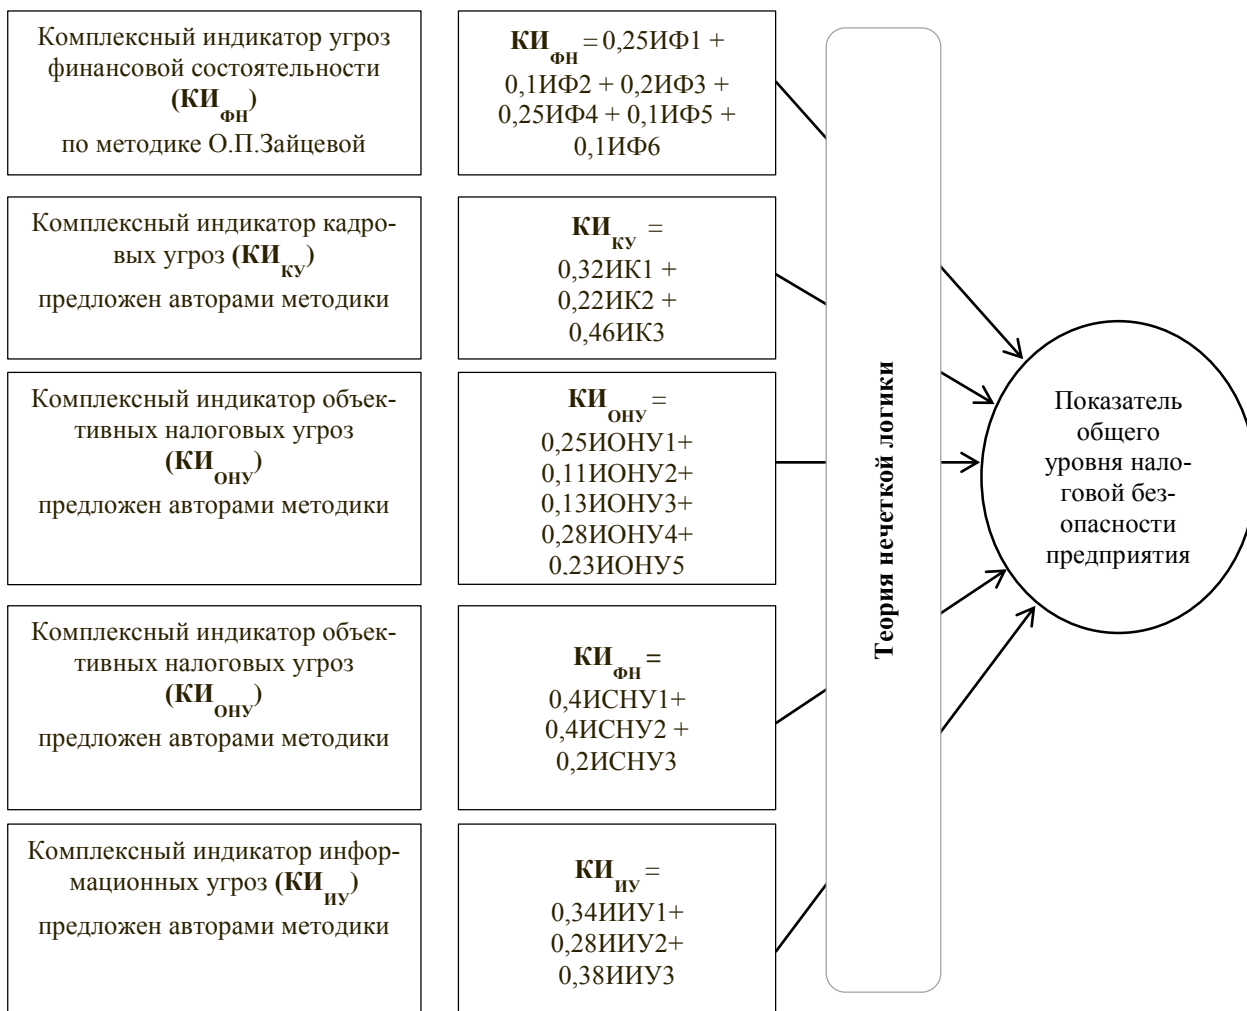 Комплексный индикатор угроз
финансовой состоятельности
(КИФН)
по методике О.П.Зайцевой
КИФН = 0,25ИФ1 +
0,1ИФ2 + 0,2ИФ3 +
0,25ИФ4 + 0,1ИФ5 +
0,1ИФ6
Комплексный индикатор кадро-
вых угроз (КИКУ)
предложен авторами методики
КИКУ =
0,32ИК1 +
0,22ИК2 +
0,46ИК3
Комплексный индикатор объек-
тивных налоговых угроз
(КИОНУ)
предложен авторами методики
КИОНУ =
0,25ИОНУ1+
0,11ИОНУ2+
0,13ИОНУ3+
0,28ИОНУ4+
0,23ИОНУ5
Комплексный индикатор объек-
тивных налоговых угроз
(КИОНУ)
предложен авторами методики
КИФН =
0,4ИСНУ1+
0,4ИСНУ2 +
0,2ИСНУ3
Комплексный индикатор инфор-
мационных угроз (КИИУ)
предложен авторами методики
КИИУ =
0,34ИИУ1+
0,28ИИУ2+
0,38ИИУ3
Теория нечеткой логики
Показатель
общего
уровня нало-
говой без-
опасности
предприятия